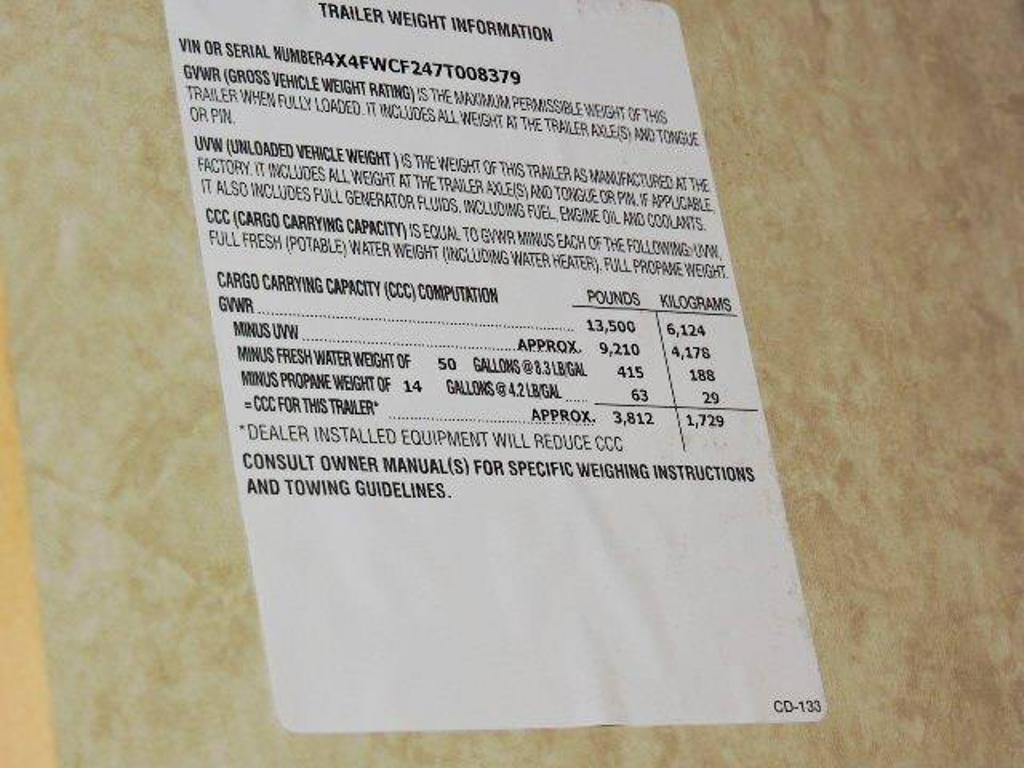 TRAILER WEIGHT INFORMATION
VIN OR SERIAL NUMBER4X4FWCF247T008379
GVWR (GROSS VEHICLE WEIGHT RATING) IS THE MAXIMUM PERMISSIBLE WEIGHT OF THIS
TRAILER WHEN FULLY LOADED. IT INCLUDES ALL WEIGHT AT THE TRAILER AXLE(S) AND TONGUE
OR PIN.
UVW (UNLOADED VEHICLE WEIGHT ) IS THE WEIGHT OF THIS TRAILER AS MANUFACTURED AT THE
FACTORY. IT INCLUDES ALL WEIGHT AT THE TRAILER AXLE(S) AND TONGUE OR PIN. IF APPLICABLE,
IT ALSO INCLUDES FULL GENERATOR FLUIDS, INCLUDING FUEL, ENGINE OIL AND COOLANTS.
CCC (CARGO CARRYING CAPACITY) IS EQUAL TO GVWR MINUS EACH OF THE FOLLOWING: UVW,
FULL FRESH (POTABLE) WATER WEIGHT (INCLUDING WATER HEATER), FULL PROPANE WEIGHT.
CARGO CARRYING CAPACITY (CCC) COMPUTATION POUNDS KILOGRAMS
GVWR ........ 13,500 6,124
MINUS UVW ........ APPROX. 9,210 4,178
MINUS FRESH WATER WEIGHT OF 50 GALLONS @ 8.3 LB/GAL 415 188
MINUS PROPANE WEIGHT OF 14 GALLONS @ 4.2 LB/GAL ..... 63 29
= CCC FOR THIS TRAILER* ........ APPROX. 3,812 1,729
*DEALER INSTALLED EQUIPMENT WILL REDUCE CCC
CONSULT OWNER MANUAL(S) FOR SPECIFIC WEIGHING INSTRUCTIONS
AND TOWING GUIDELINES.
CD-133